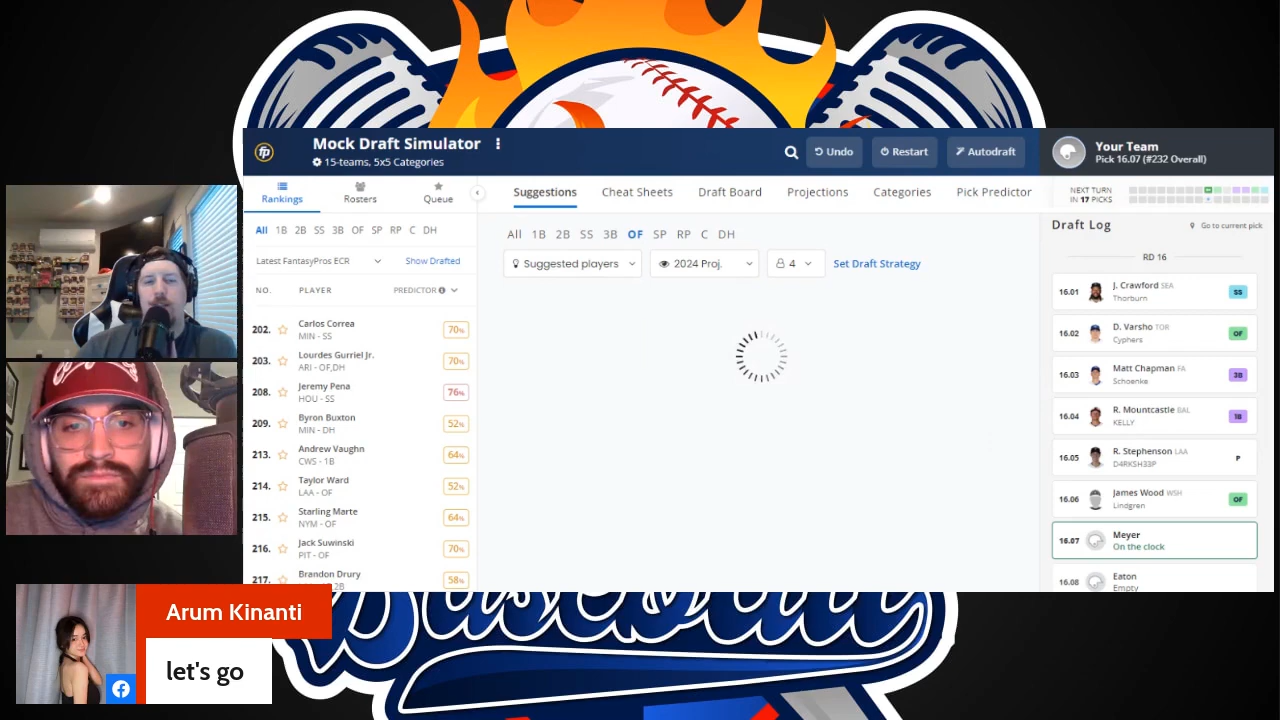 Mock Draft Simulator
15-teams, 5x5 Categories
Undo
Restart
Autodraft
Your Team
Pick 16.07 (#232 Overall)
Rankings
Rosters
Queue
Suggestions
Cheat Sheets
Draft Board
Projections
Categories
Pick Predictor
NEXT TURN
IN 17 PICKS
All 1B 2B SS 3B OF SP RP C DH
Latest FantasyPros ECR
Show Drafted
NO. PLAYER PREDICTOR
202. Carlos Correa 70%
MIN - SS
203. Lourdes Gurriel Jr. 70%
ARI - OF,DH
208. Jeremy Pena 76%
HOU - SS
209. Byron Buxton 52%
MIN - DH
213. Andrew Vaughn 64%
CWS - 1B
214. Taylor Ward 52%
LAA - OF
215. Starling Marte 64%
NYM - OF
216. Jack Suwinski 70%
PIT - OF
217. Brandon Drury 58%
2B
All 1B 2B SS 3B OF SP RP C DH
Suggested players
2024 Proj.
4
Set Draft Strategy
Draft Log
Go to current pick
RD 16
16.01 J. Crawford SEA SS
Thorburn
16.02 D. Varsho TOR OF
Cyphers
16.03 Matt Chapman FA 3B
Schoenke
16.04 R. Mountcastle BAL 1B
KELLY
16.05 R. Stephenson LAA P
D4RKSH33P
16.06 James Wood WSH OF
Lindgren
16.07 Meyer
On the clock
16.08 Eaton
Empty
fp
Arum Kinanti
let's go
Baseball